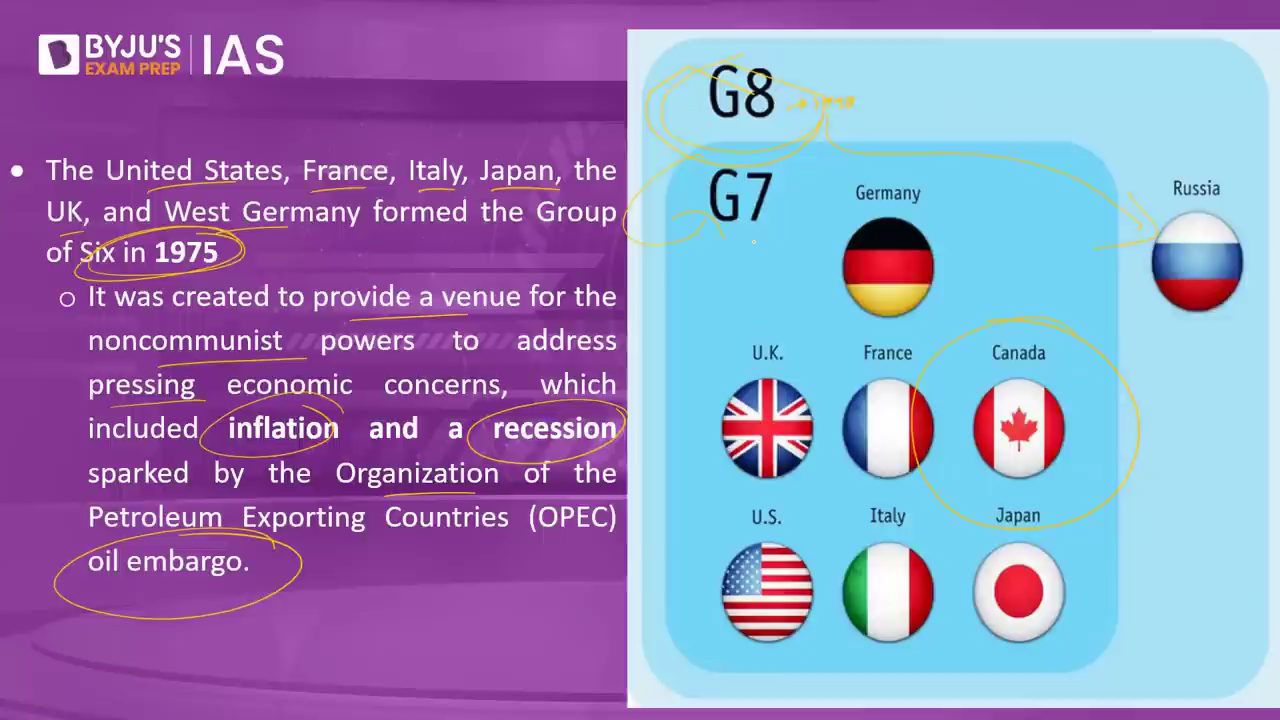 BYJU'S
EXAM PREP
IAS
• The United States, France, Italy, Japan, the
UK, and West Germany formed the Group
of Six in 1975
o It was created to provide a venue for the
noncommunist powers to address
pressing economic concerns, which
included inflation and a recession
sparked by the Organization of the
Petroleum Exporting Countries (OPEC)
oil embargo.
G8
G7
Germany
Russia
U.K.
France
Canada
U.S.
Italy
Japan